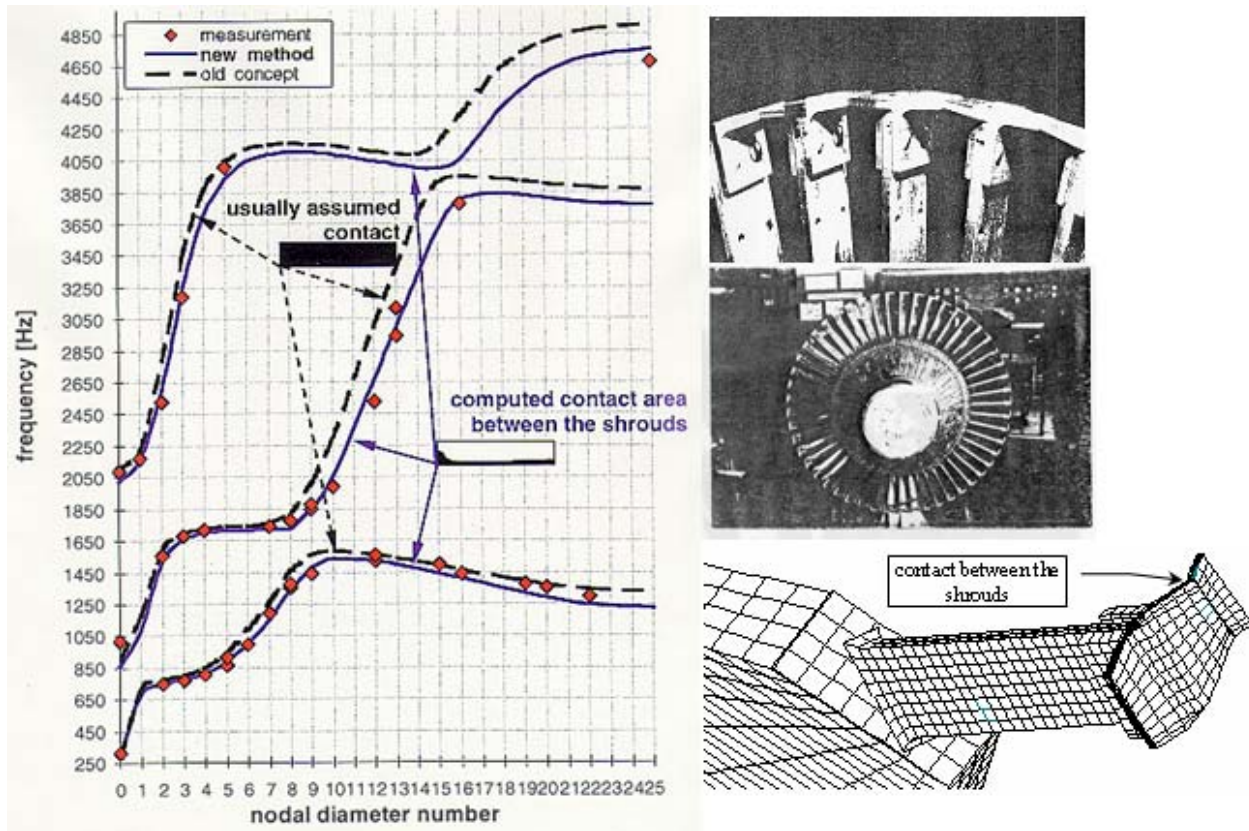 4850
4650
4450
4250
4050
3850
3650
3450
3250
3050
2850
2650
2450
2250
2050
1850
1650
1450
1250
1050
850
650
450
250
frequency [Hz]
measurement
new method
old concept
usually assumed
contact
computed contact area
between the shrouds
0 1 2 3 4 5 6 7 8 9 10 11 12 13 14 15 16 17 18 19 20 21 22 23 24 25
nodal diameter number
contact between the
shrouds